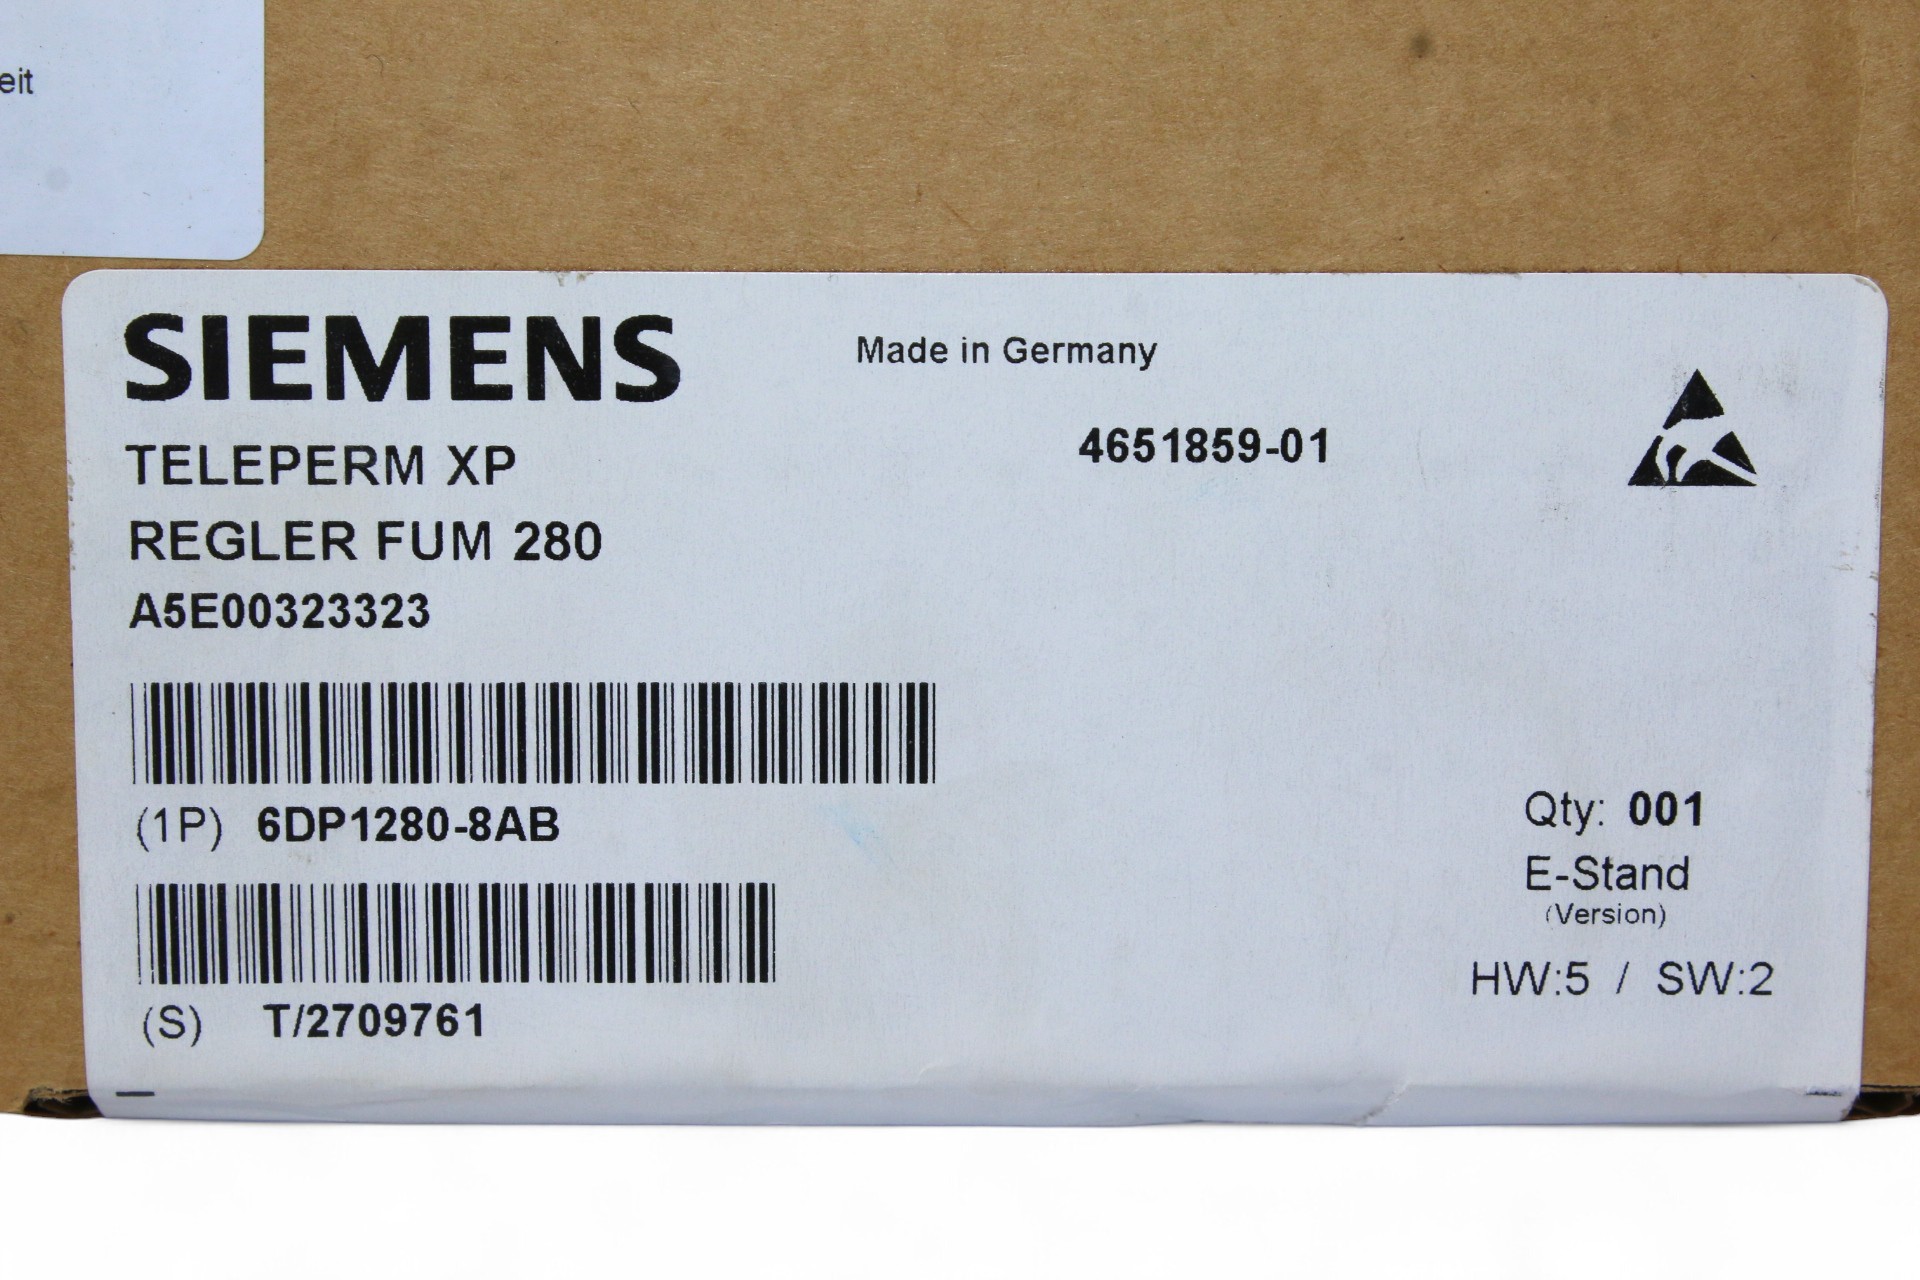 eit
SIEMENS
Made in Germany
TELEPERM XP
4651859-01
REGLER FUM 280
A5E00323323
(1P) 6DP1280-8AB
Qty: 001
E-Stand
(Version)
HW:5 / SW:2
(S) T/2709761